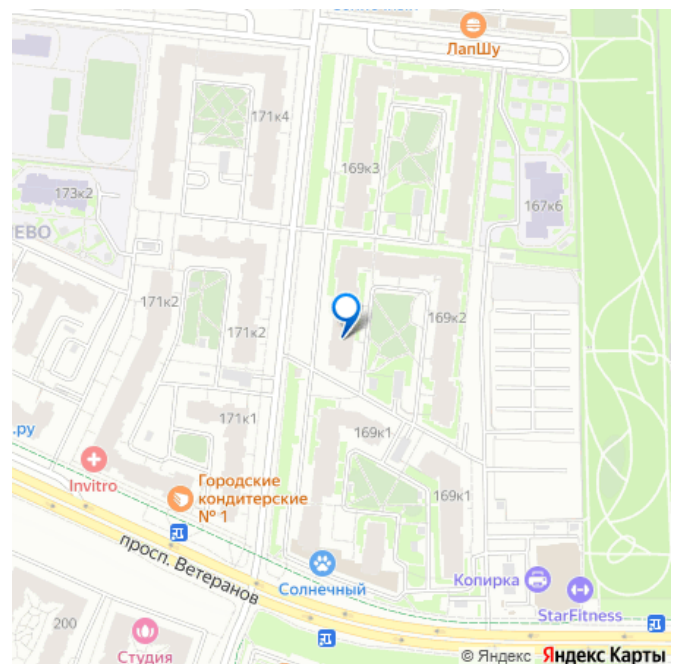 ЛапШу
171к4
169к3
173к2
167к6
ЕВО
171к2
169к2
171к2
171к1
169к1
.ру
Invitro
Городские
кондитерские
№ 1
169к1
просп. Ветеранов
Солнечный
Копирка
StarFitness
200
Студия
© Яндекс Яндекс Карты